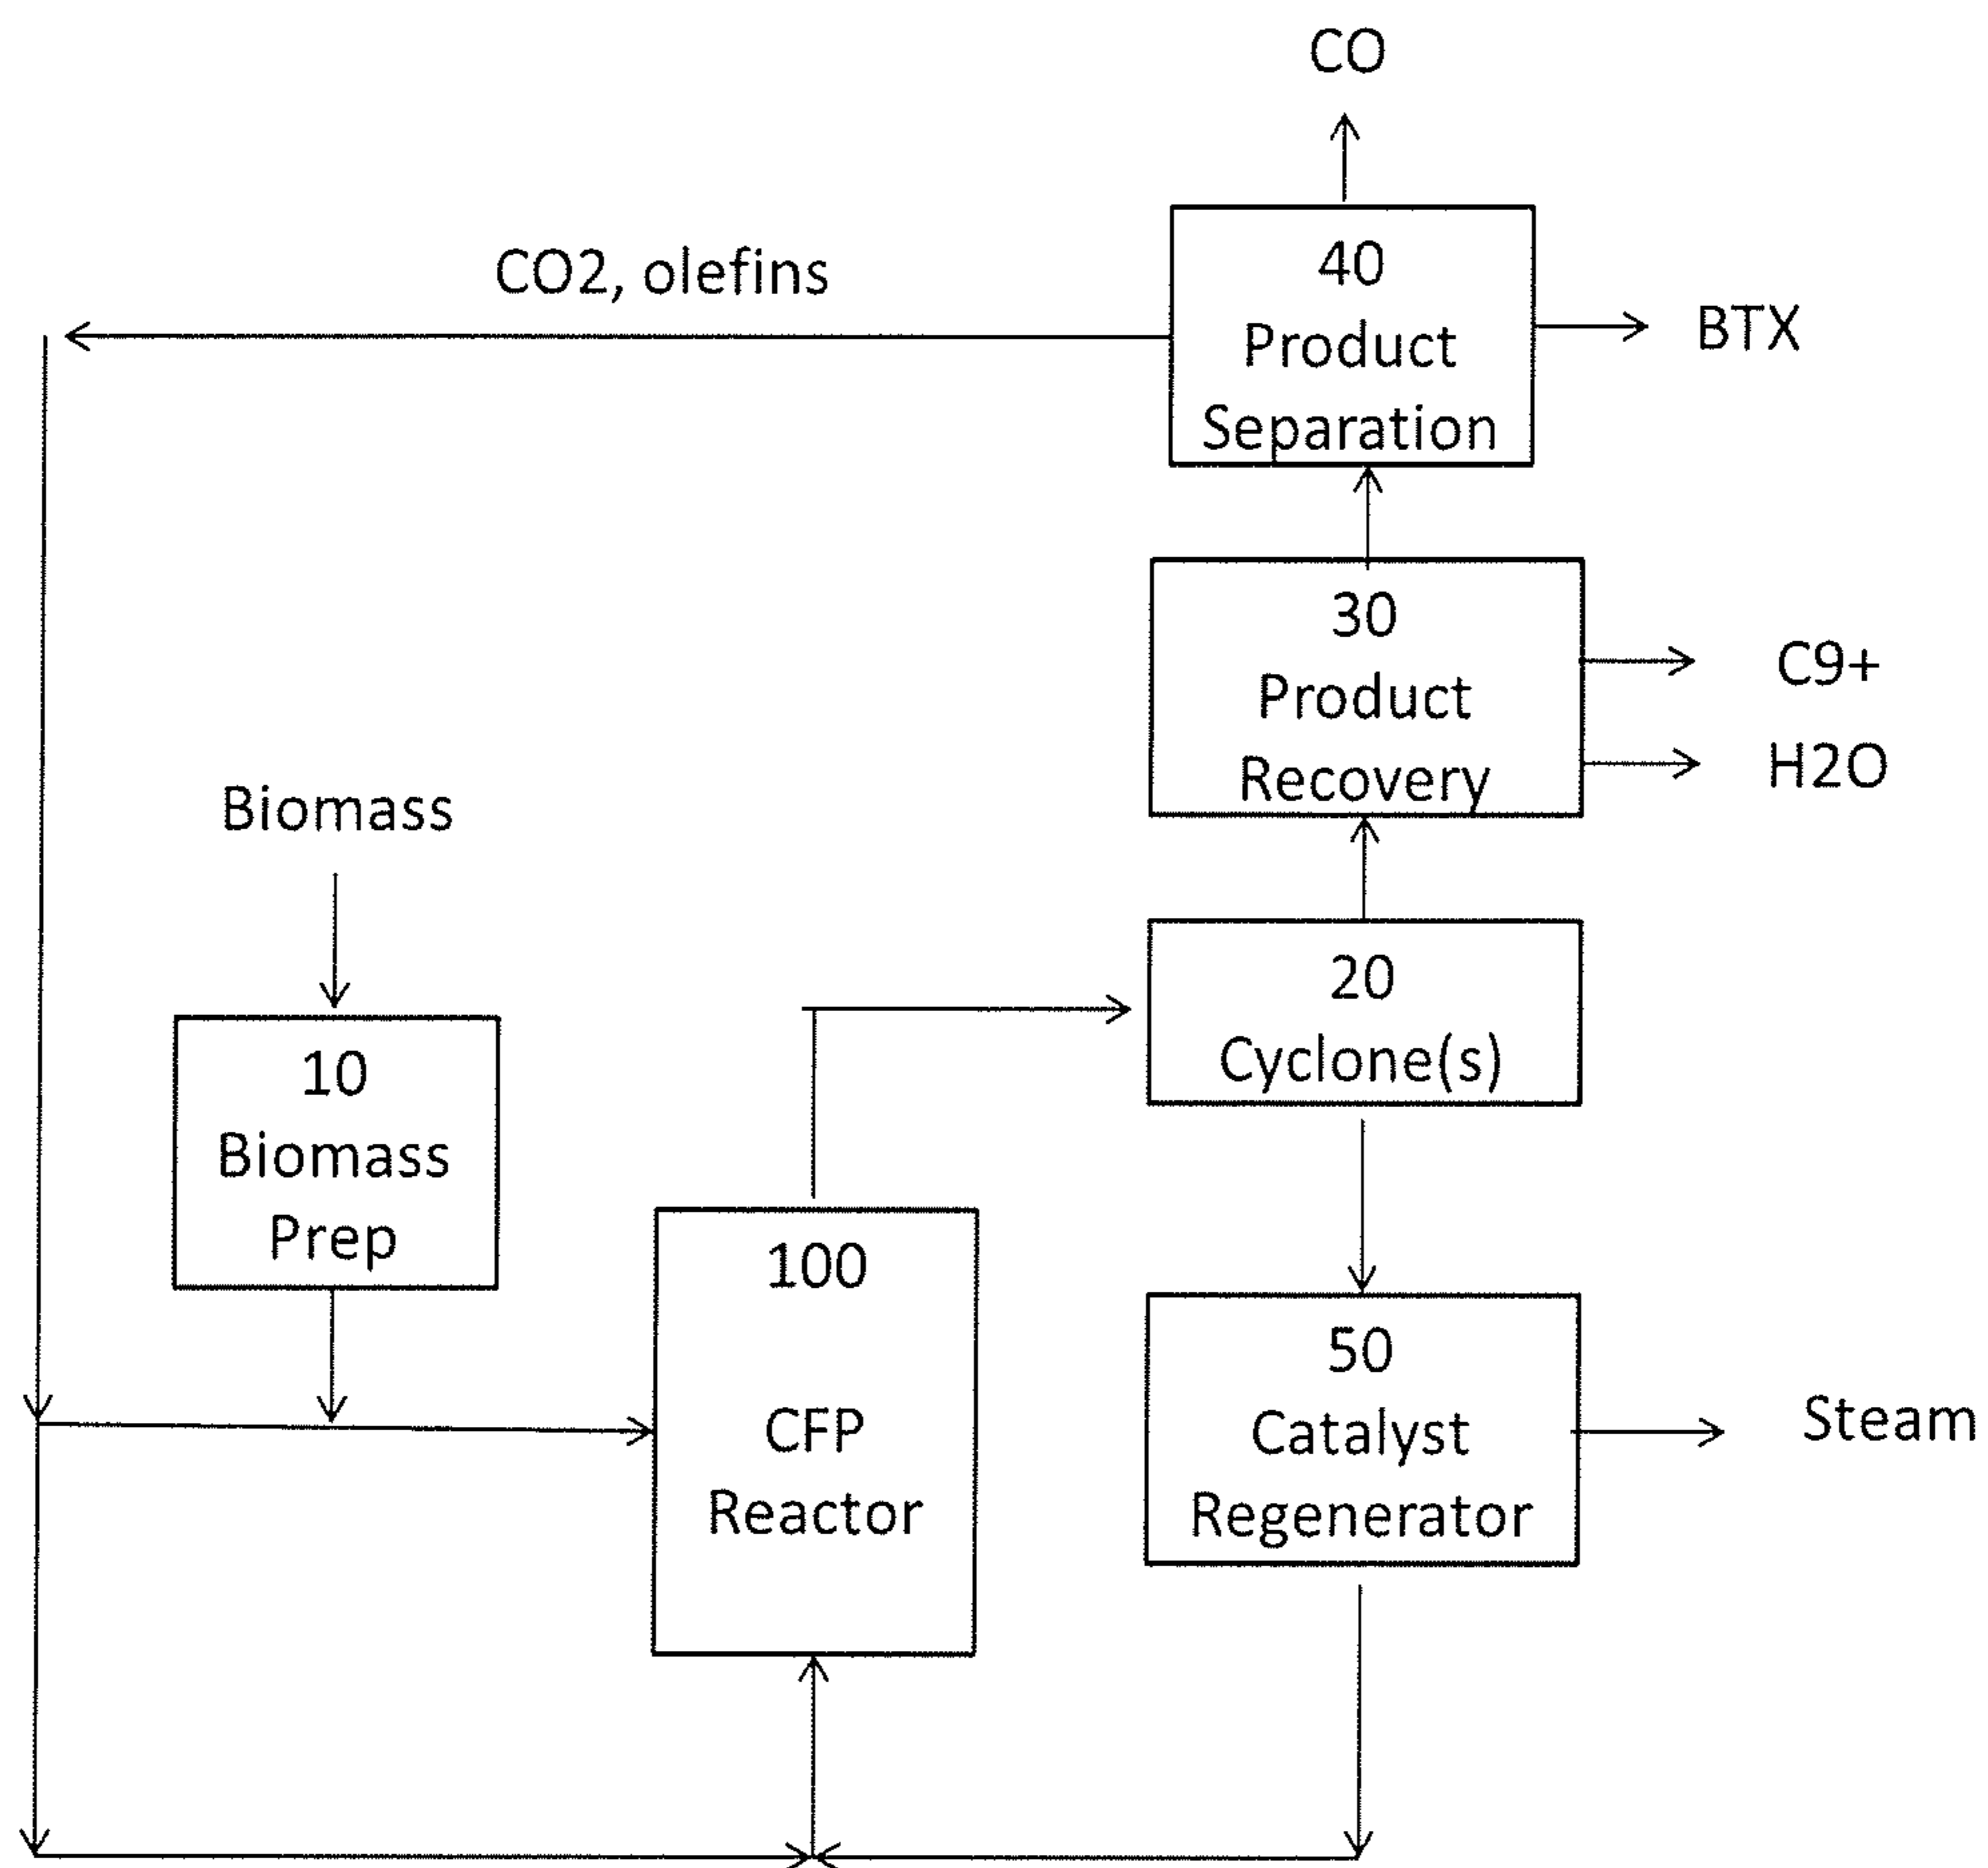 CO
CO2, olefins
40
Product
Separation
BTX
30
Product
Recovery
C9+
H2O
Biomass
10
Biomass
Prep
20
Cyclone(s)
100
CFP
Reactor
50
Catalyst
Regenerator
Steam